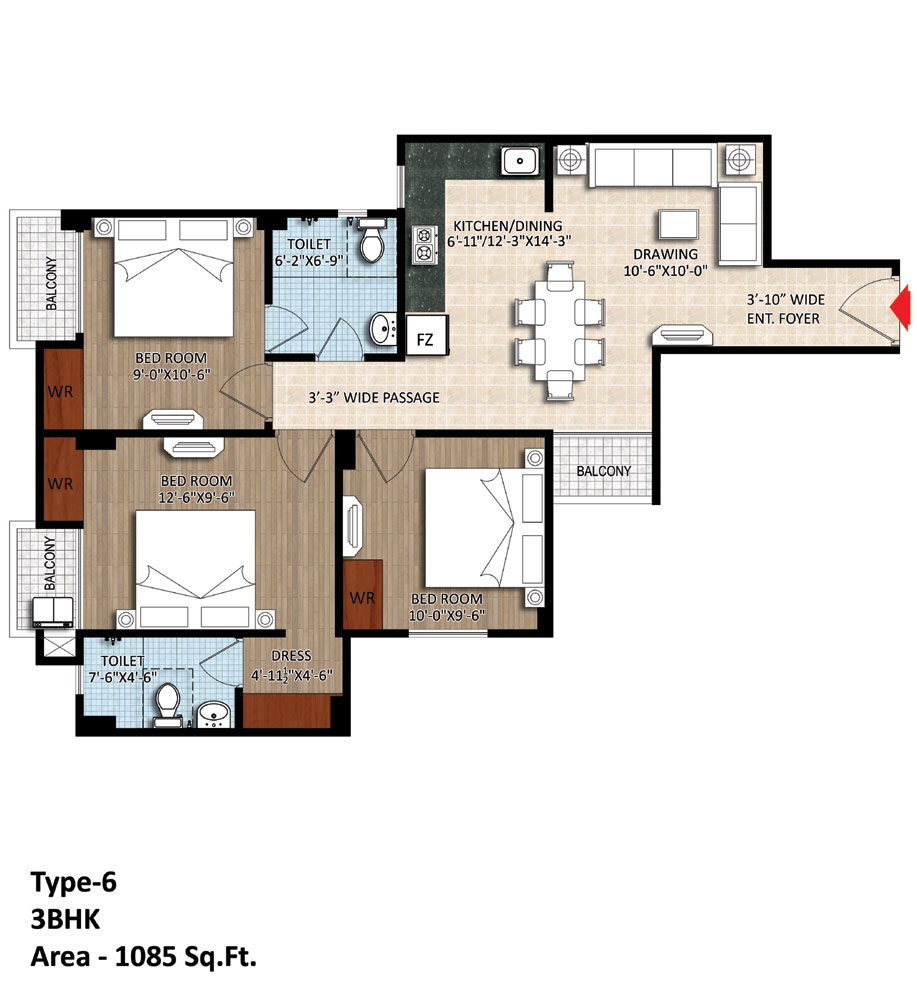 KITCHEN/DINING
6'-11"/12'-3"X14'-3"
DRAWING
10'-6"X10'-0"
3'-10" WIDE
ENT. FOYER
TOILET
6'-2"X6'-9"
BALCONY
FZ
BED ROOM
9'-0"X10'-6"
WR
3'-3" WIDE PASSAGE
BALCONY
WR
BED ROOM
12'-6"X9'-6"
BALCONY
WR
BED ROOM
10'-0"X9'-6"
TOILET
7'-6"X4'-6"
DRESS
4'-11½"X4'-6"
Type-6
3BHK
Area - 1085 Sq.Ft.